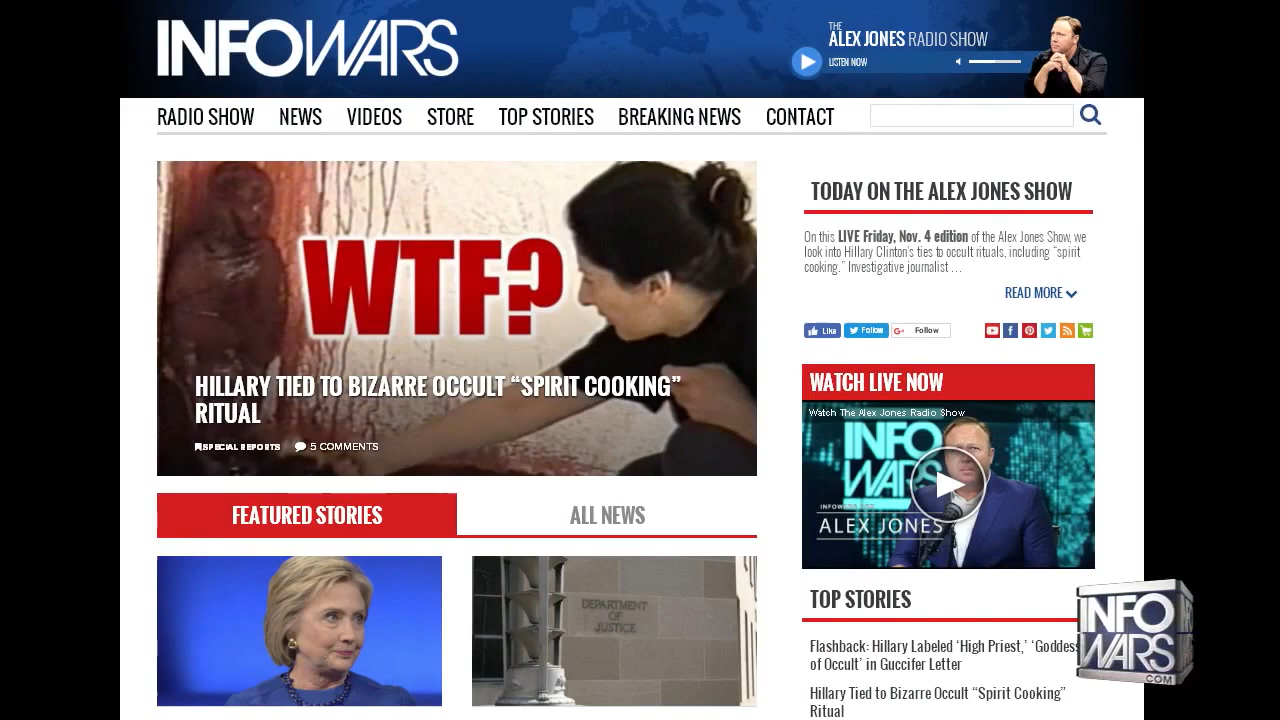 INFOWARS
THE
ALEX JONES RADIO SHOW
LISTEN NOW
RADIO SHOW NEWS VIDEOS STORE TOP STORIES BREAKING NEWS CONTACT
WTF?
HILLARY TIED TO BIZARRE OCCULT “SPIRIT COOKING”
RITUAL
SPECIAL REPORTS 5 COMMENTS
FEATURED STORIES ALL NEWS
DEPARTMENT
OF
JUSTICE
TODAY ON THE ALEX JONES SHOW
On this LIVE Friday, Nov. 4 edition of the Alex Jones Show, we
look into Hillary Clinton's ties to occult rituals, including “spirit
cooking.” Investigative journalist …
READ MORE
Like Follow G+ Follow
WATCH LIVE NOW
Watch The Alex Jones Radio Show
INFO
WARS
ALEX JONES
TOP STORIES
Flashback: Hillary Labeled ‘High Priest,’ ‘Goddess
of Occult’ in Guccifer Letter
Hillary Tied to Bizarre Occult “Spirit Cooking”
Ritual
INFO
WARS
.COM